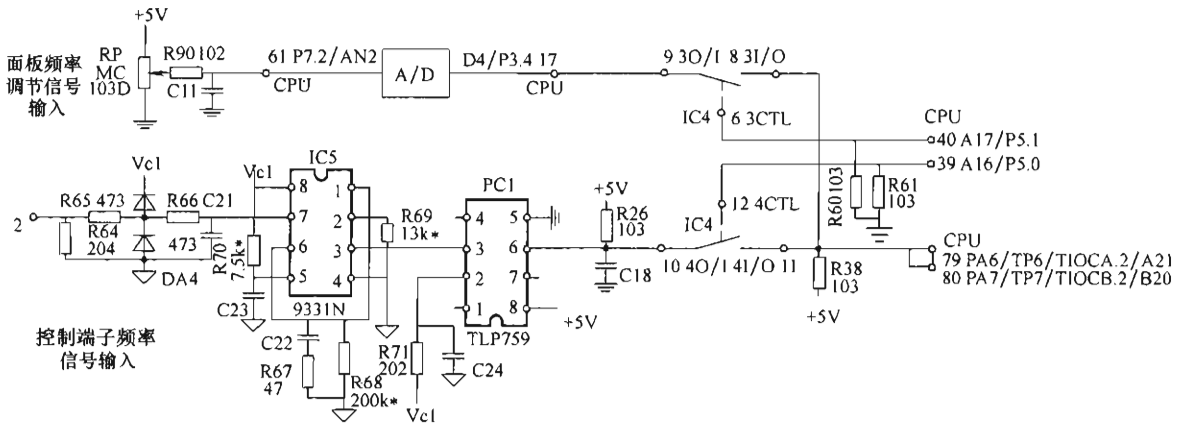 +5V
面板频率
调节信号
输入
RP
MC
103D
R90102
C11
61 P7.2/AN2
CPU
A/D
D4/P3.4 17
CPU
9 3O/I 8 3I/O
IC4
6 3CTL
CPU
40 A17/P5.1
39 A16/P5.0
R60103
R61
103
Vc1
R65 473
R66 C21
2
R64
204
473
DA4
Vc1
R70
7.5k*
C23
IC5
8
7
6
5
1
2
3
4
9331N
R69
13k*
C22
R67
47
R68
200k*
PC1
4
3
2
1
5
6
7
8
TLP759
+5V
R71
202
C24
Vc1
+5V
R26
103
C18
IC4
12 4CTL
10 4O/I 4I/O 11
R38
103
+5V
CPU
79 PA6/TP6/TIOCA.2/A21
80 PA7/TP7/TIOCB.2/B20
控制端子频率
信号输入